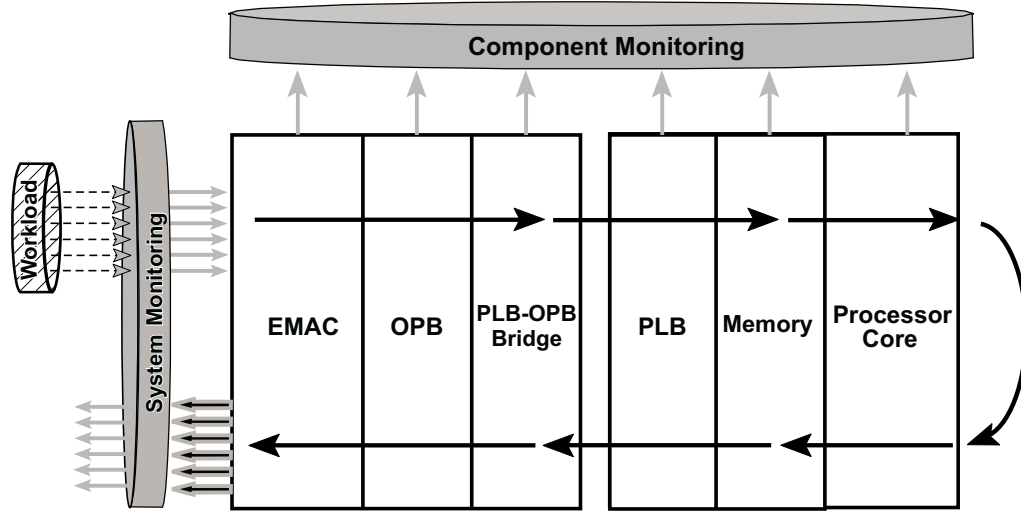 Component Monitoring
Workload
System Monitoring
EMAC
OPB
PLB-OPB
Bridge
PLB
Memory
Processor
Core